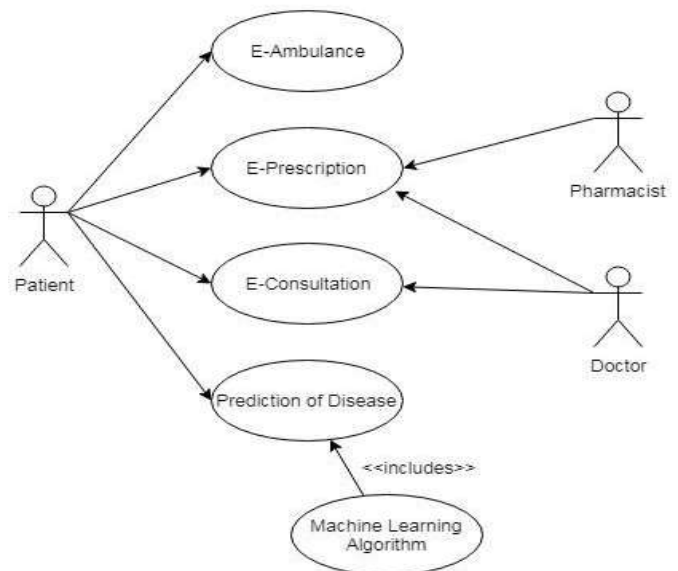 E-Ambulance
E-Prescription
Pharmacist
Patient
E-Consultation
Doctor
Prediction of Disease
<<includes>>
Machine Learning
Algorithm